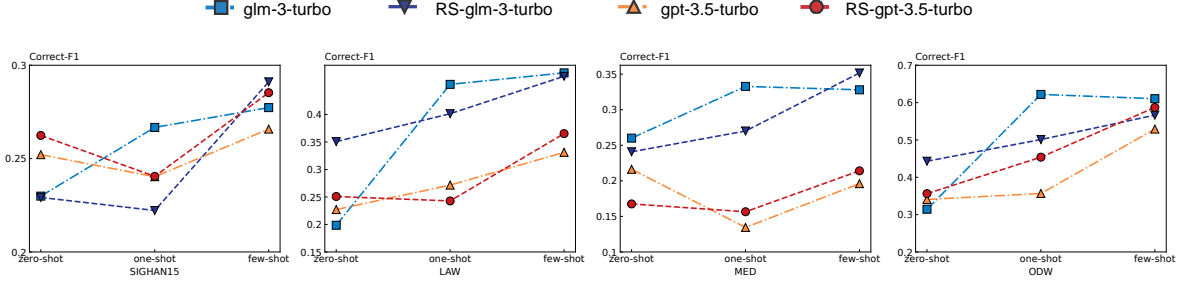 glm-3-turbo RS-glm-3-turbo gpt-3.5-turbo RS-gpt-3.5-turbo
Correct-F1
0.3
0.25
0.2
zero-shot one-shot few-shot
SIGHAN15
Correct-F1
0.4
0.35
0.3
0.25
0.2
0.15
zero-shot one-shot few-shot
LAW
Correct-F1
0.35
0.3
0.25
0.2
0.15
0.1
zero-shot one-shot few-shot
MED
Correct-F1
0.7
0.6
0.5
0.4
0.3
0.2
zero-shot one-shot few-shot
ODW